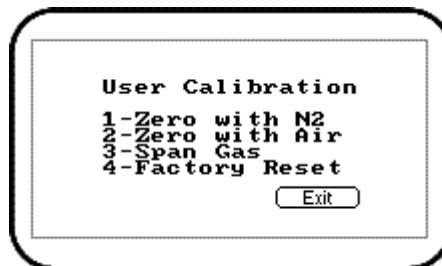 User Calibration
1-Zero with N2
2-Zero with Air
3-Span Gas
4-Factory Reset
Exit